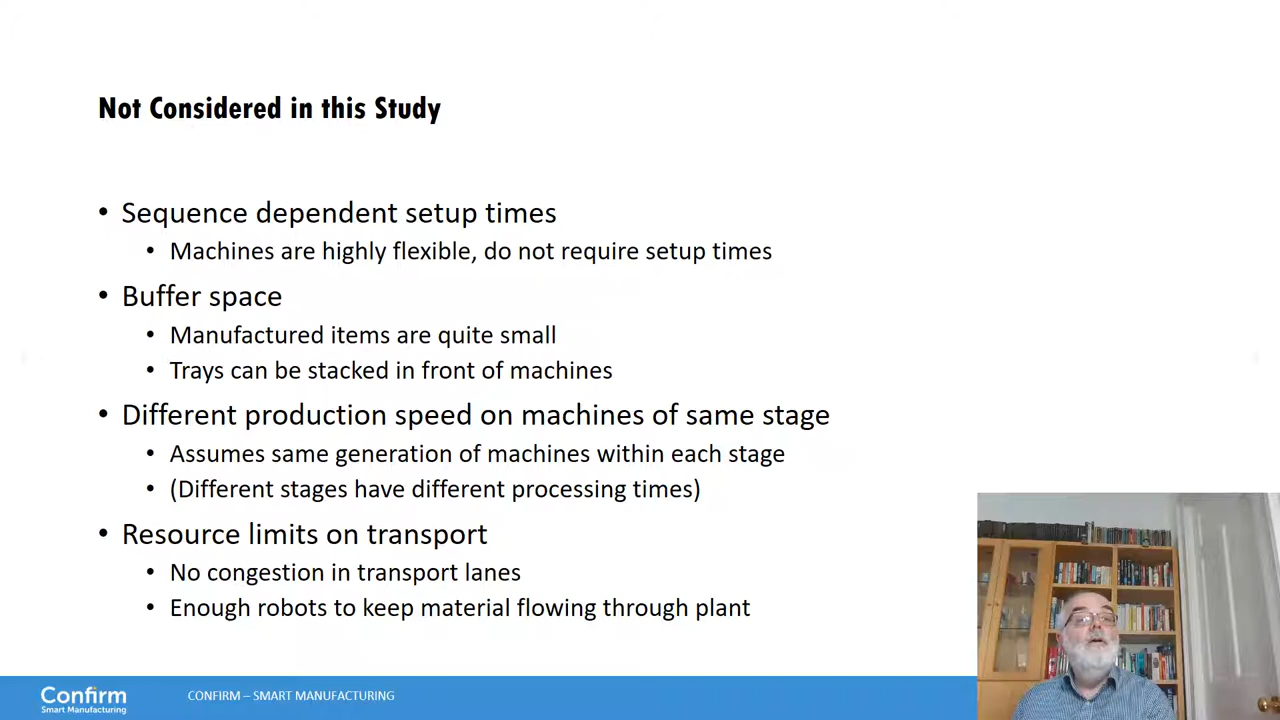 Not Considered in this Study
• Sequence dependent setup times
• Machines are highly flexible, do not require setup times
• Buffer space
• Manufactured items are quite small
• Trays can be stacked in front of machines
• Different production speed on machines of same stage
• Assumes same generation of machines within each stage
• (Different stages have different processing times)
• Resource limits on transport
• No congestion in transport lanes
• Enough robots to keep material flowing through plant
Confirm
Smart Manufacturing
CONFIRM – SMART MANUFACTURING